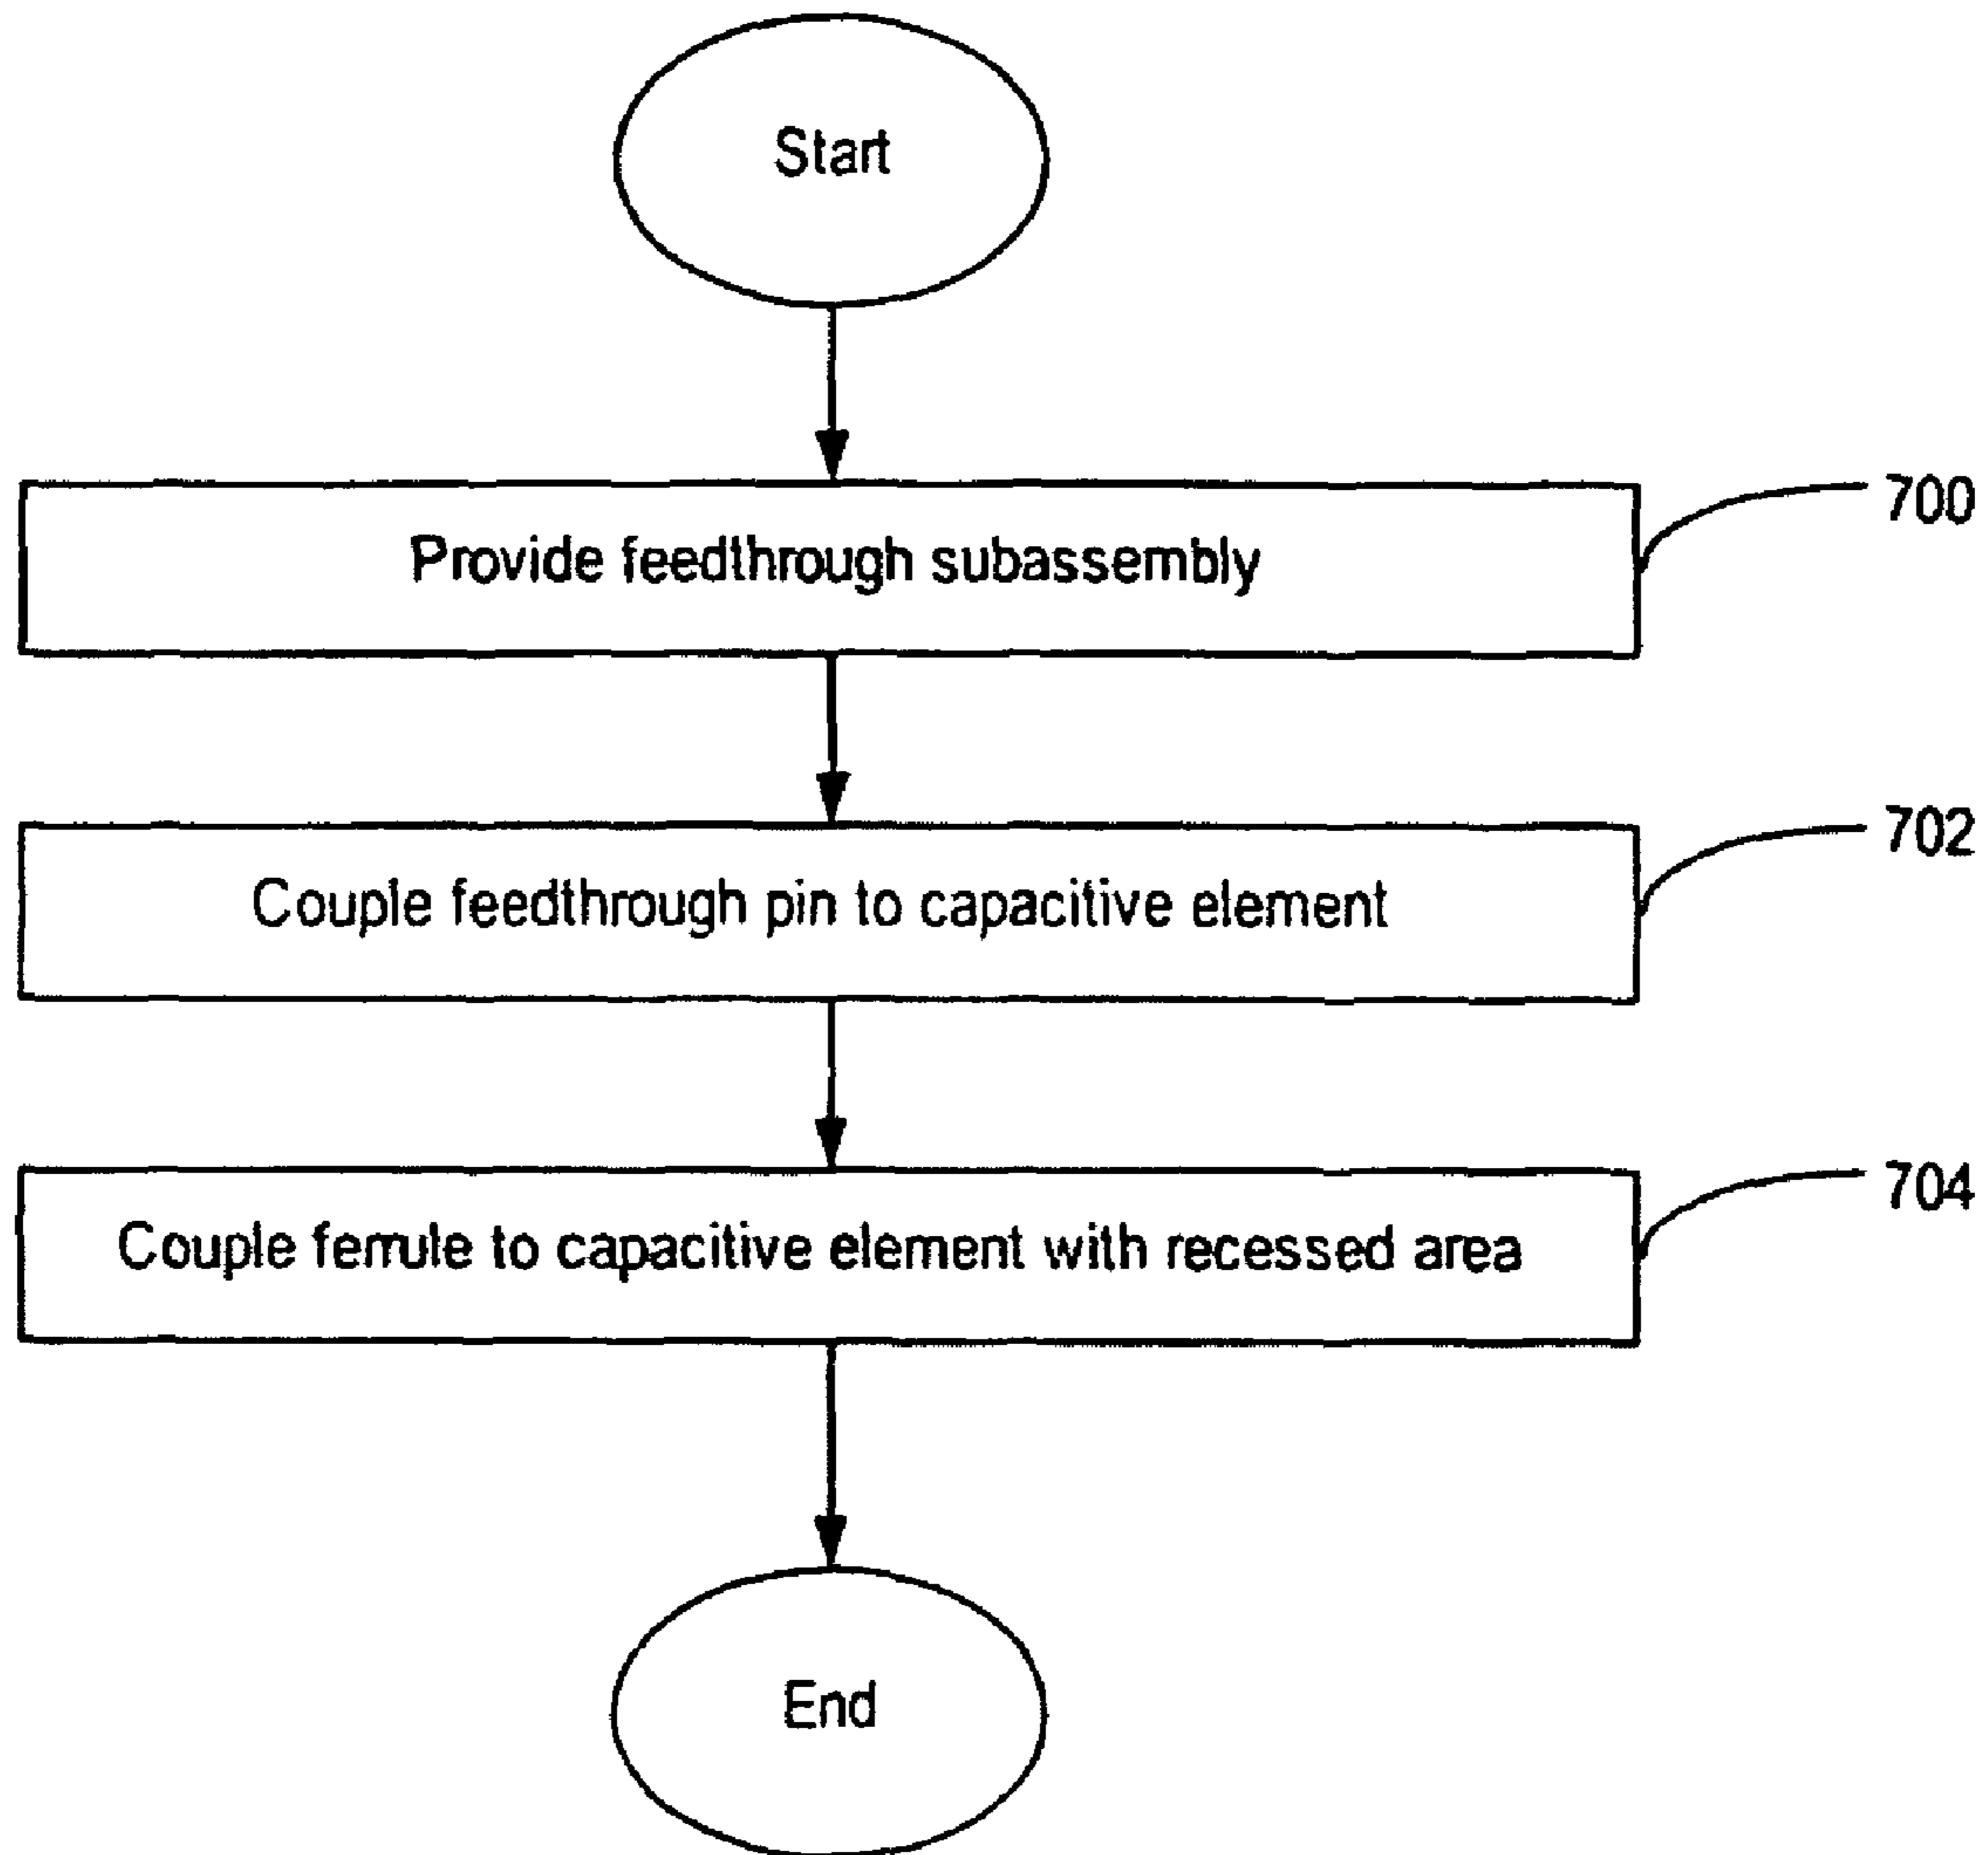 Start
Provide feedthrough subassembly
700
Couple feedthrough pin to capacitive element
702
Couple ferrule to capacitive element with recessed area
704
End